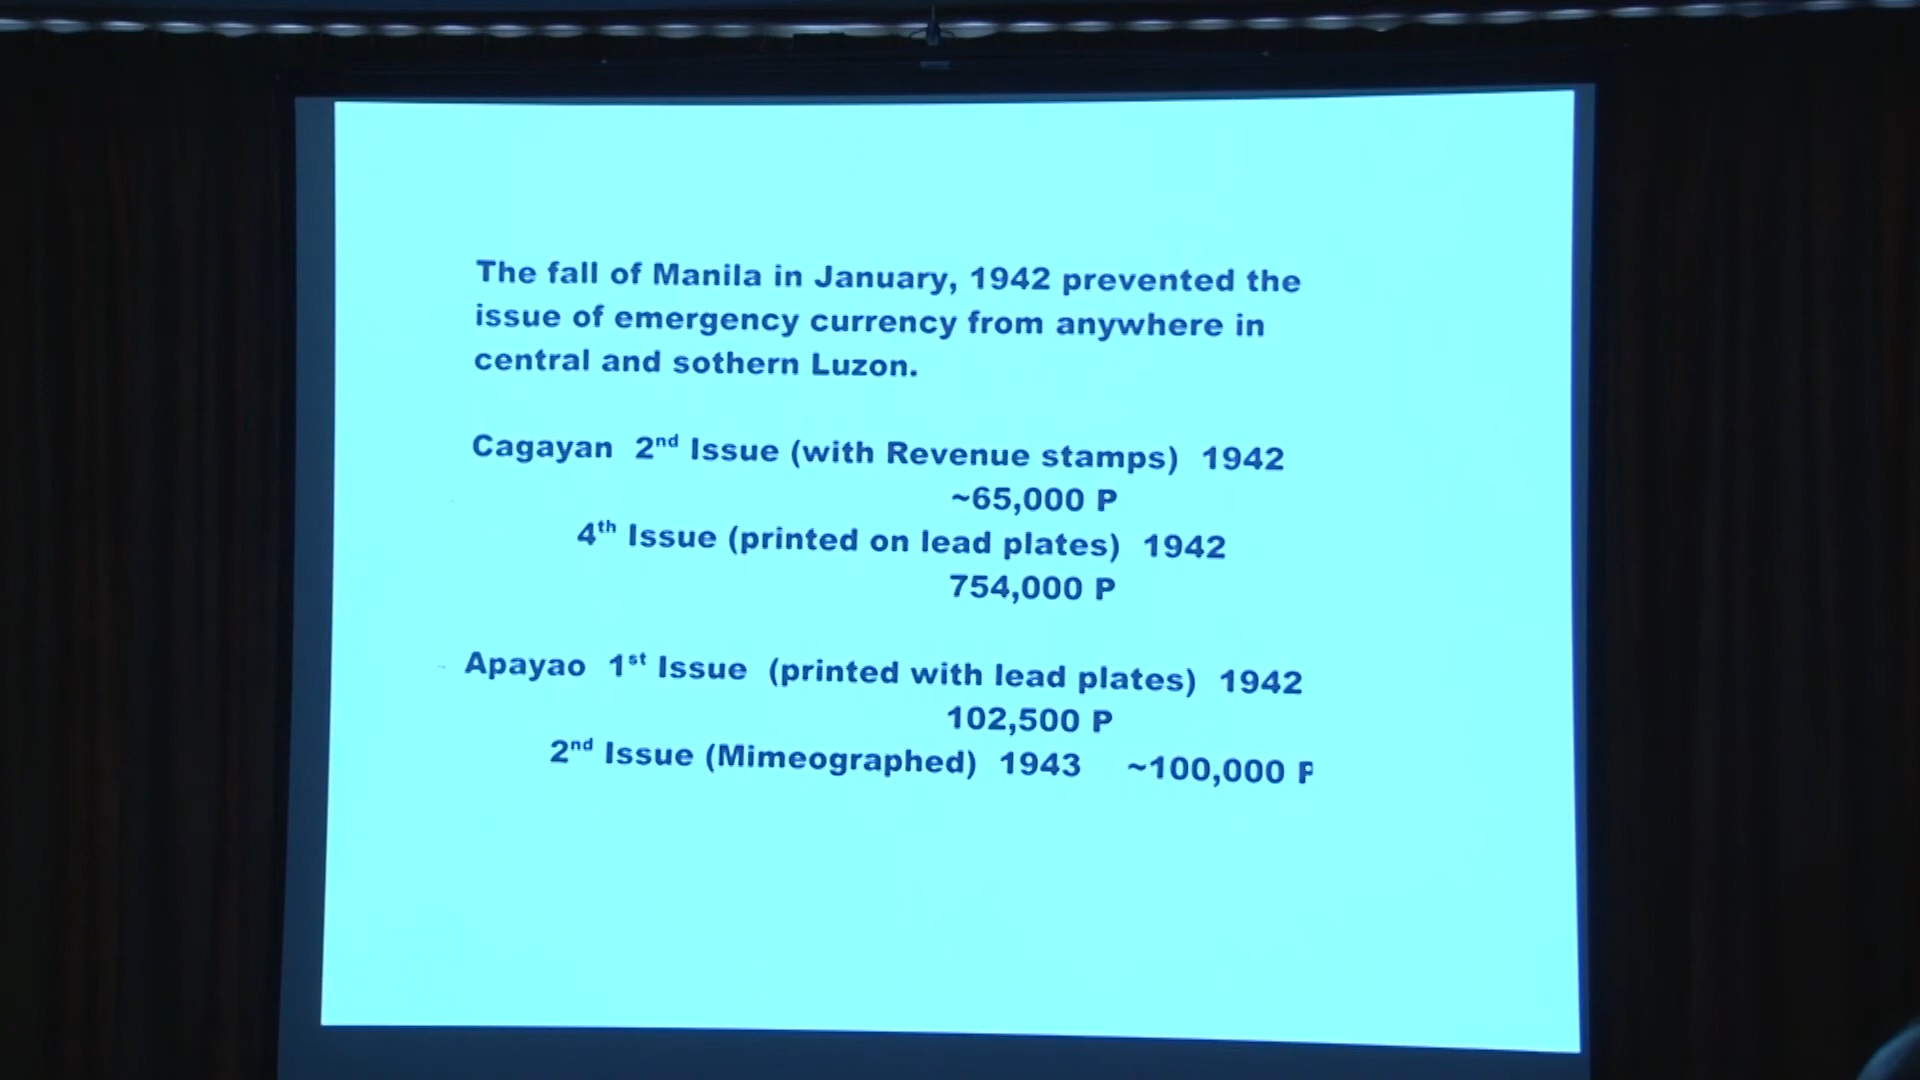 The fall of Manila in January, 1942 prevented the
issue of emergency currency from anywhere in
central and sothern Luzon.
Cagayan 2nd Issue (with Revenue stamps) 1942
~65,000 P
4th Issue (printed on lead plates) 1942
754,000 P
Apayao 1st Issue (printed with lead plates) 1942
102,500 P
2nd Issue (Mimeographed) 1943 ~100,000 P